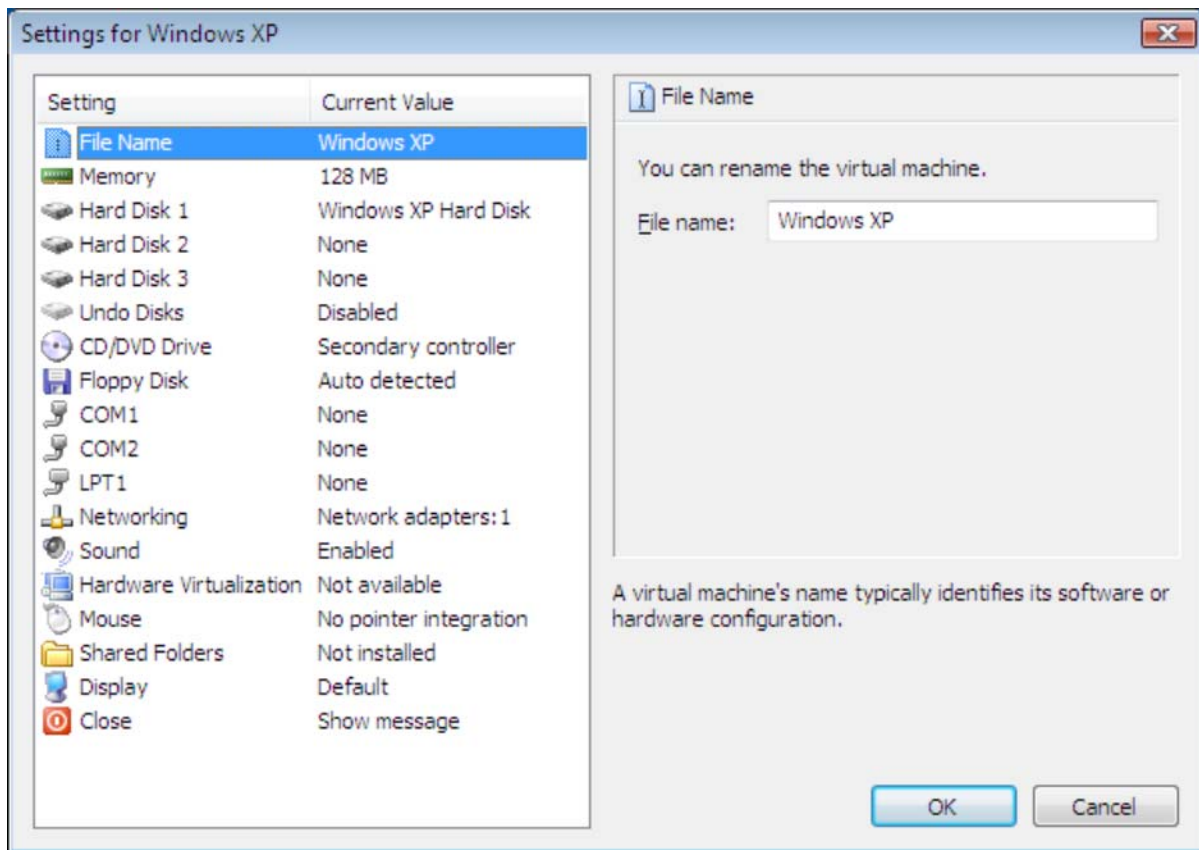 Settings for Windows XP
Setting Current Value
File Name Windows XP
Memory 128 MB
Hard Disk 1 Windows XP Hard Disk
Hard Disk 2 None
Hard Disk 3 None
Undo Disks Disabled
CD/DVD Drive Secondary controller
Floppy Disk Auto detected
COM1 None
COM2 None
LPT1 None
Networking Network adapters: 1
Sound Enabled
Hardware Virtualization Not available
Mouse No pointer integration
Shared Folders Not installed
Display Default
Close Show message
File Name
You can rename the virtual machine.
File name: Windows XP
A virtual machine's name typically identifies its software or
hardware configuration.
OK Cancel